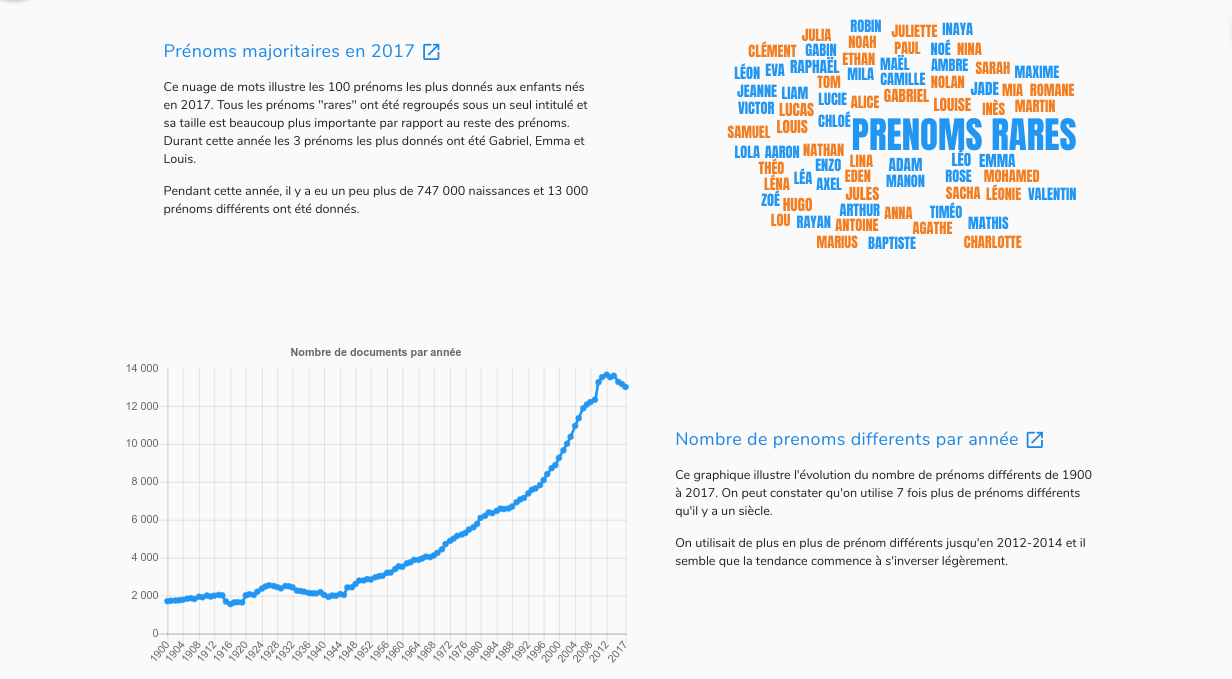 Prénoms majoritaires en 2017
Ce nuage de mots illustre les 100 prénoms les plus donnés aux enfants nés
en 2017. Tous les prénoms "rares" ont été regroupés sous un seul intitulé et
sa taille est beaucoup plus importante par rapport au reste des prénoms.
Durant cette année les 3 prénoms les plus donnés ont été Gabriel, Emma et
Louis.
Pendant cette année, il y a eu un peu plus de 747 000 naissances et 13 000
prénoms différents ont été donnés.
ROBIN
JULIA JULIETTE INAYA
CLÉMENT GABIN NOAH PAUL NOÉ NINA
LÉON EVA RAPHAËL ETHAN MAËL AMBRE SARAH MAXIME
TOM MILA CAMILLE NOLAN
JEANNE LIAM LUCIE ALICE GABRIEL JADE MIA ROMANE
VICTOR LUCAS LOUISE INÈS MARTIN
SAMUEL LOUIS CHLOÉ PRENOMS RARES
LOLA AARON NATHAN
THÉO ENZO LINA ADAM LÉO EMMA
LÉNA LÉA AXEL EDEN MANON ROSE MOHAMED
ZOÉ HUGO JULES SACHA LÉONIE VALENTIN
LOU RAYAN ARTHUR ANNA TIMÉO MATHIS
ANTOINE AGATHE
MARIUS BAPTISTE CHARLOTTE
Nombre de documents par année
14 000
12 000
10 000
8 000
6 000
4 000
2 000
0
1900 1904 1908 1912 1916 1920 1924 1928 1932 1936 1940 1944 1948 1952 1956 1960 1964 1968 1972 1976 1980 1984 1988 1992 1996 2000 2004 2008 2012 2017
Nombre de prenoms differents par année
Ce graphique illustre l'évolution du nombre de prénoms différents de 1900
à 2017. On peut constater qu'on utilise 7 fois plus de prénoms différents
qu'il y a un siècle.
On utilisait de plus en plus de prénom différents jusqu'en 2012-2014 et il
semble que la tendance commence à s'inverser légèrement.